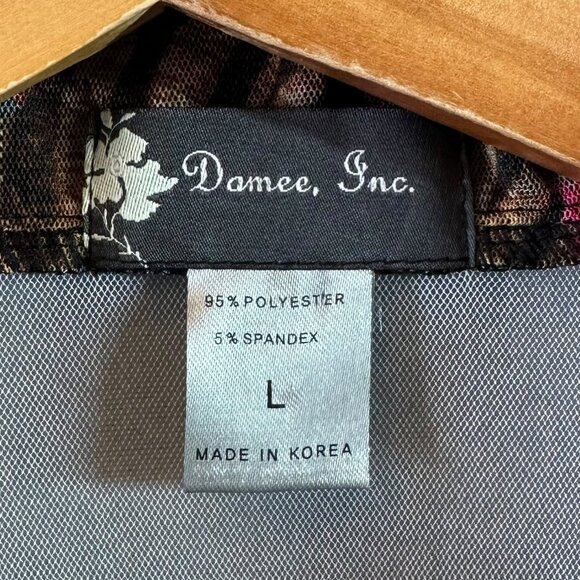 Damee, Inc.
95% POLYESTER
5% SPANDEX
L
MADE IN KOREA